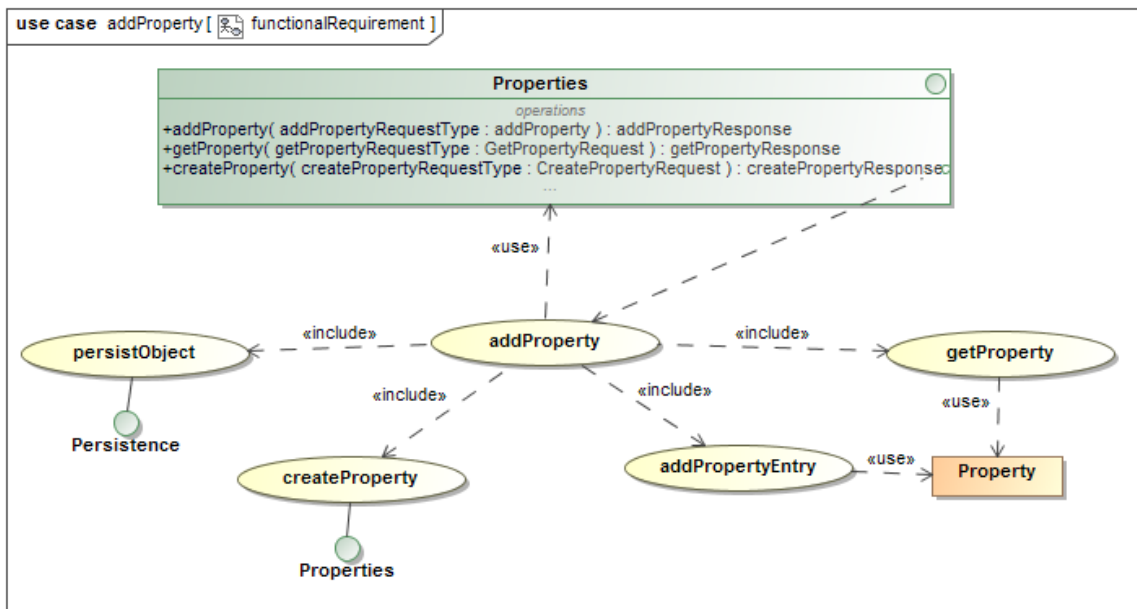 use case addProperty [ functionalRequirement ]
Properties
operations
+addProperty( addPropertyRequestType : addProperty ) : addPropertyResponse
+getProperty( getPropertyRequestType : GetPropertyRequest ) : getPropertyResponse
+createProperty( createPropertyRequestType : CreatePropertyRequest ) : createPropertyResponse
...
«use»
persistObject
«include»
addProperty
«include»
getProperty
«include»
«include»
«use»
Persistence
createProperty
addPropertyEntry
«use»
Property
Properties